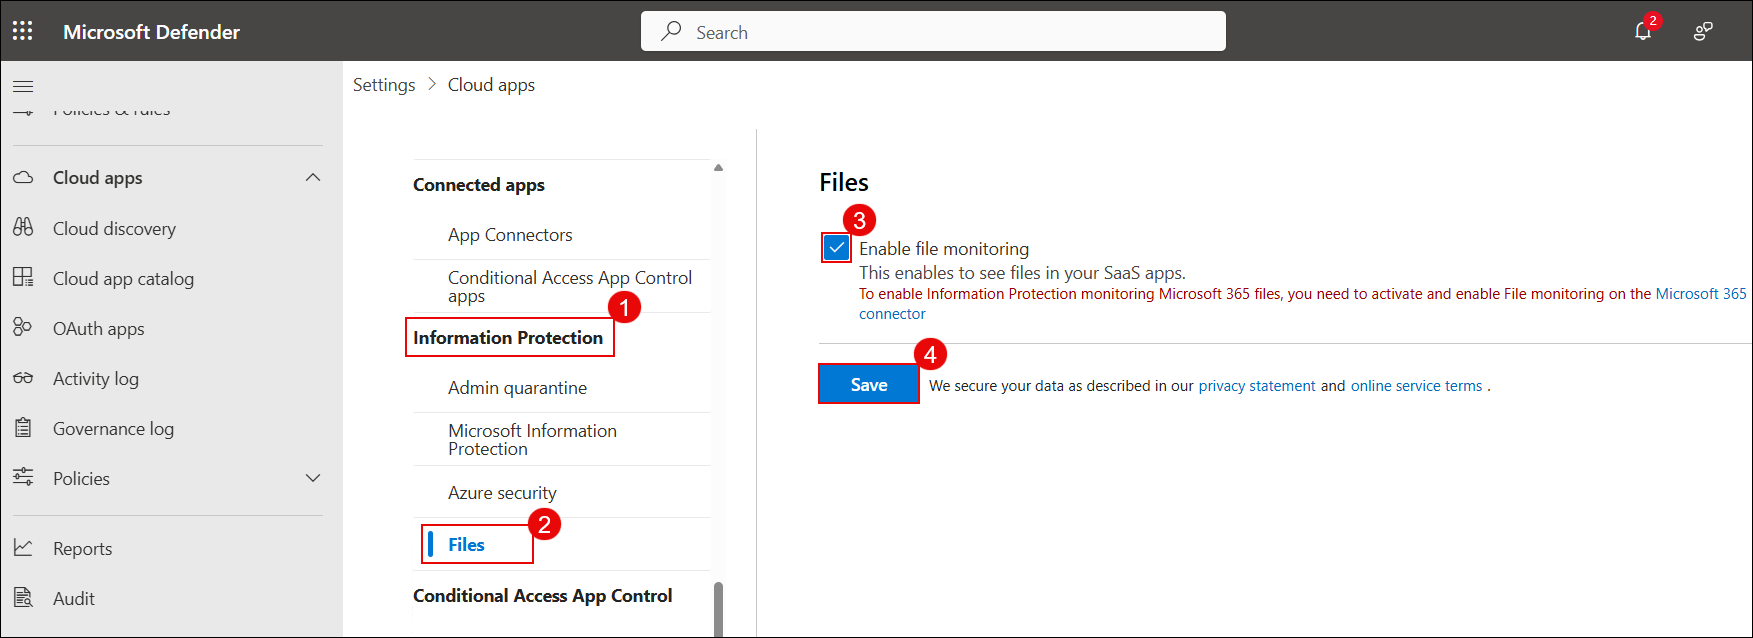 Microsoft Defender
Search
2
Settings > Cloud apps
Policies & rules
Cloud apps
Cloud discovery
Cloud app catalog
OAuth apps
Activity log
Governance log
Policies
Reports
Audit
Connected apps
App Connectors
Conditional Access App Control
apps
1
Information Protection
Admin quarantine
Microsoft Information
Protection
Azure security
2
Files
Conditional Access App Control
Files
3
Enable file monitoring
This enables to see files in your SaaS apps.
To enable Information Protection monitoring Microsoft 365 files, you need to activate and enable File monitoring on the Microsoft 365
connector
4
Save We secure your data as described in our privacy statement and online service terms .